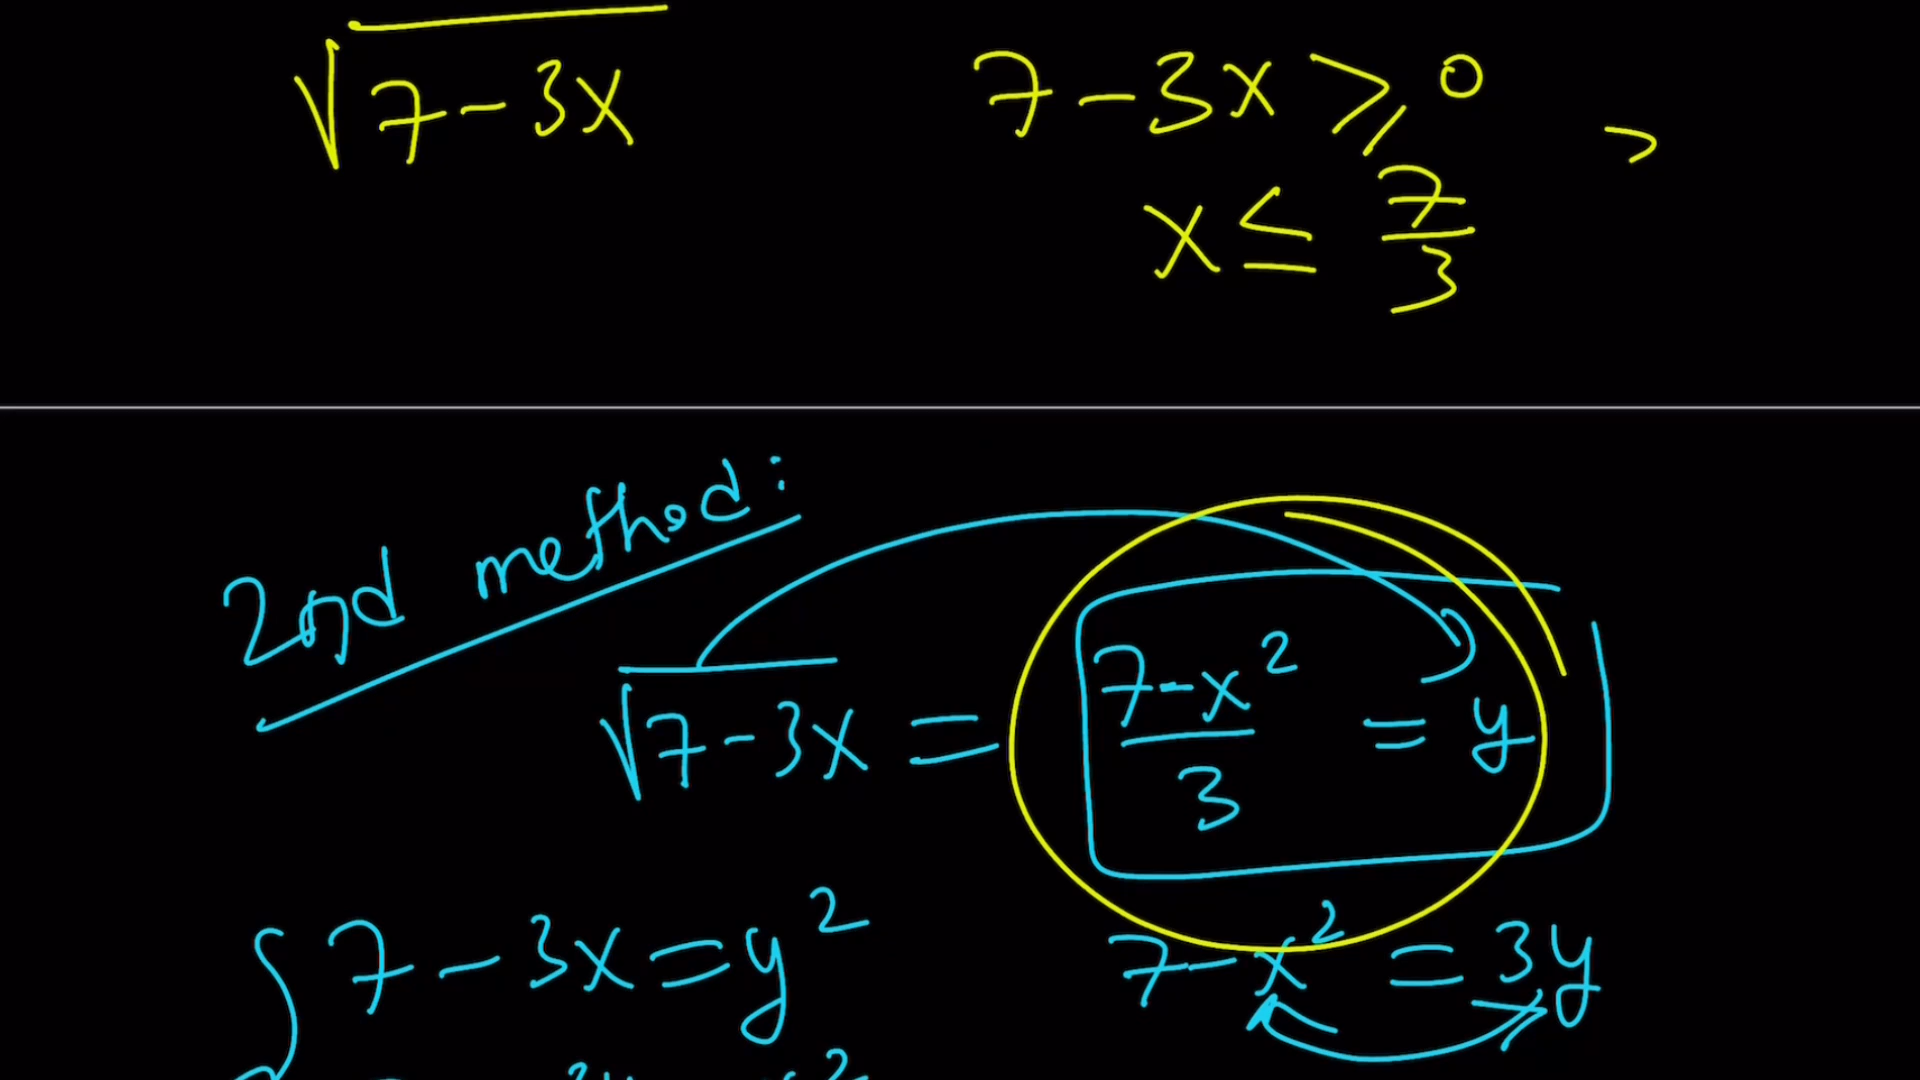 √7-3x
7-3x ≥ 0 ,
x ≤ 7/3
2nd method:
√7-3x = 7-x²/3 = y
7-3x=y²
7-x² = 3y